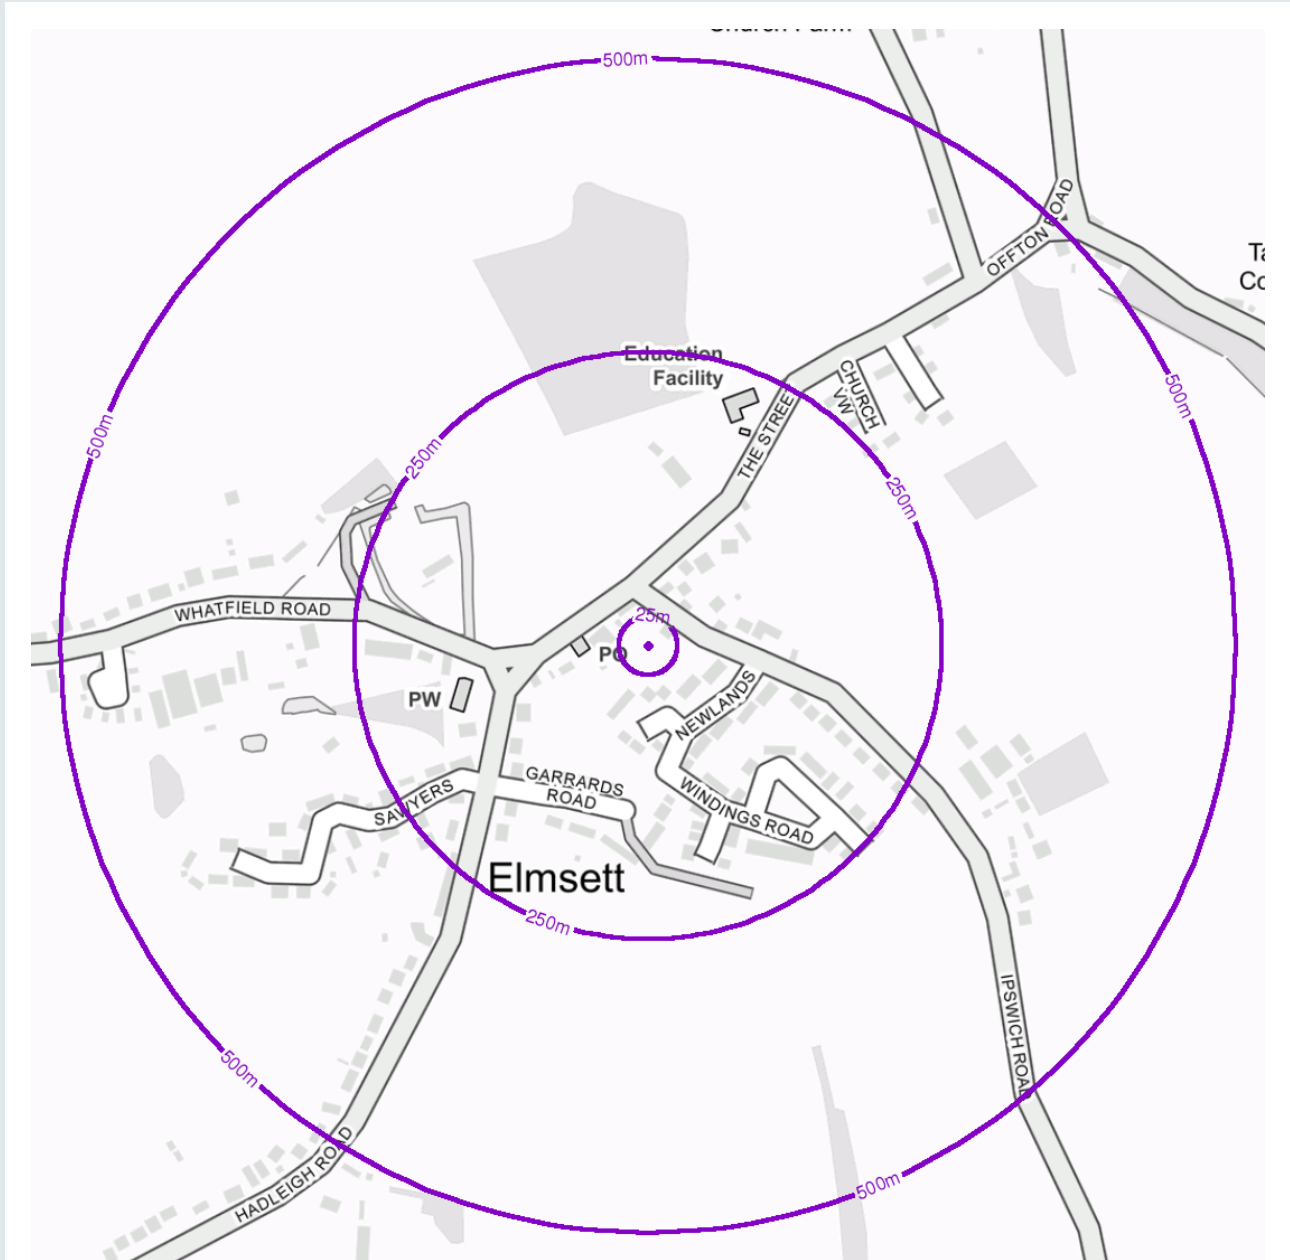 500m
OFFTON ROAD
Education
Facility
CHURCH
VW
THE STREE
500m
500m
250m
250m
WHATFIELD ROAD
25m
PO
PW
NEWLANDS
GARRARDS
ROAD
SAWYERS
WINDINGS ROAD
Elmsett
250m
IPSWICH ROAD
500m
HADLEIGH ROAD
500m